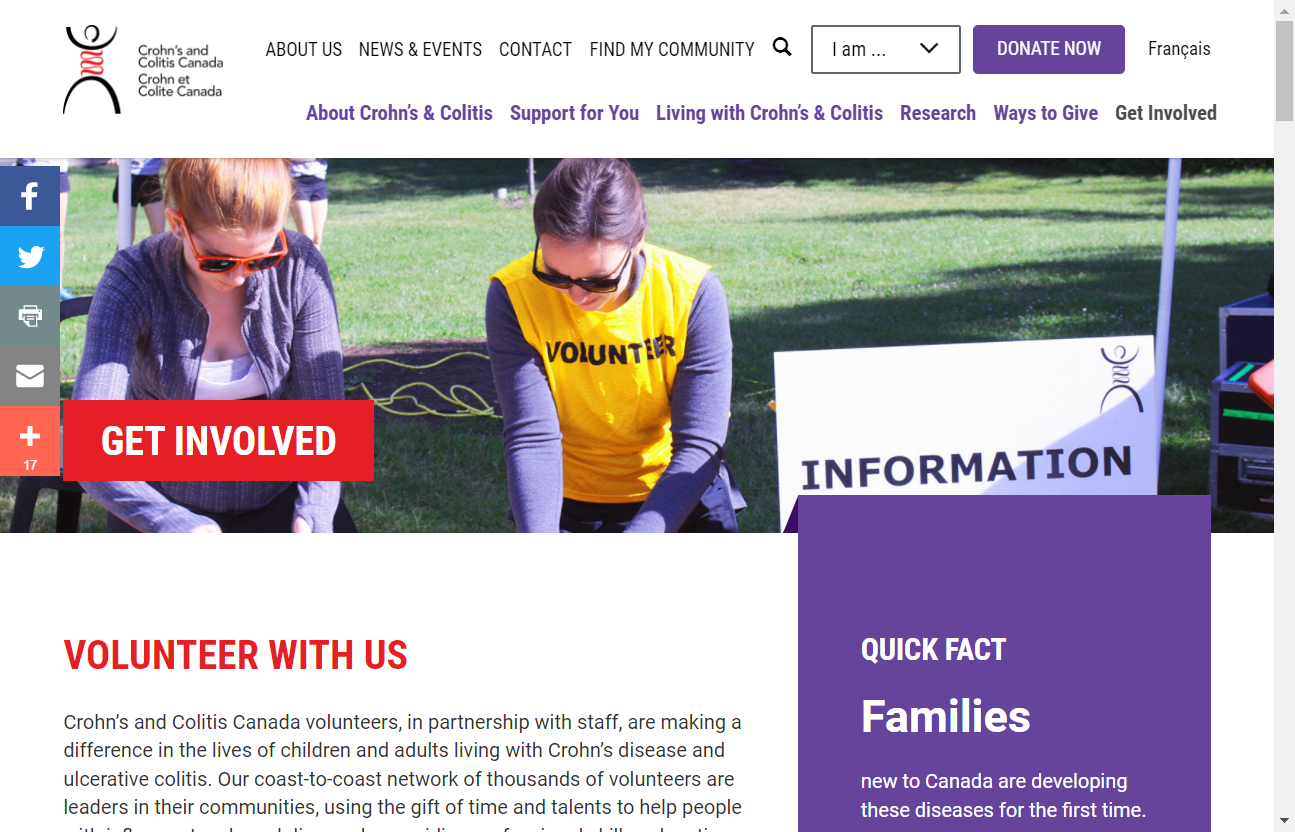 Crohn's and
Colitis Canada
Crohn et
Colite Canada
ABOUT US NEWS & EVENTS CONTACT FIND MY COMMUNITY I am ... DONATE NOW Français
About Crohn's & Colitis Support for You Living with Crohn's & Colitis Research Ways to Give Get Involved
VOLUNTEER
INFORMATION
17
GET INVOLVED
VOLUNTEER WITH US
Crohn's and Colitis Canada volunteers, in partnership with staff, are making a
difference in the lives of children and adults living with Crohn's disease and
ulcerative colitis. Our coast-to-coast network of thousands of volunteers are
leaders in their communities, using the gift of time and talents to help people
QUICK FACT
Families
new to Canada are developing
these diseases for the first time.